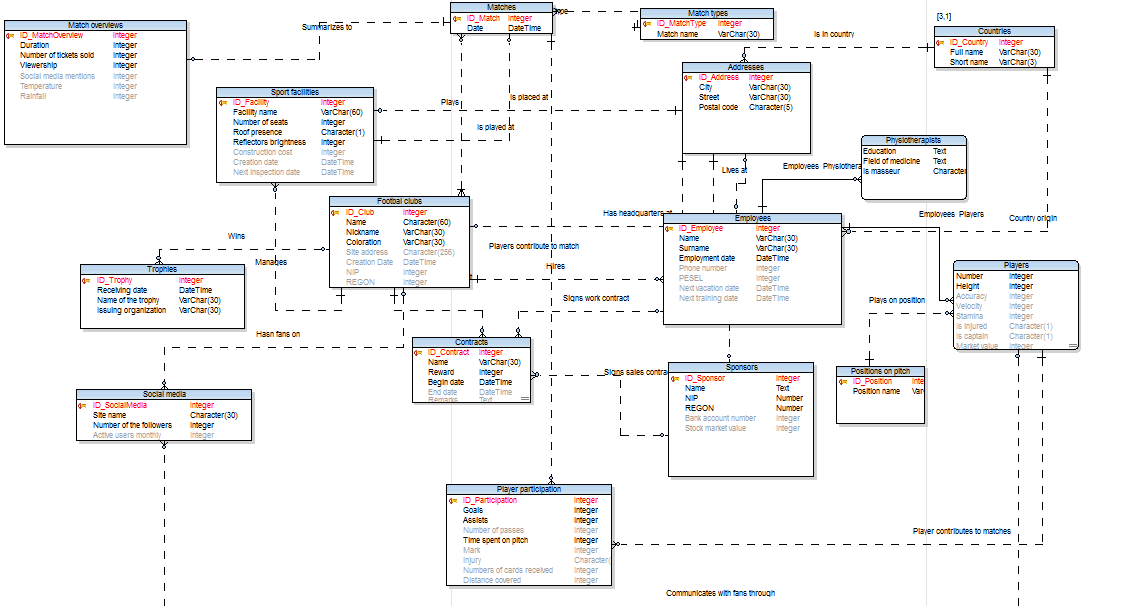 Matches
ID_Match Integer
Date DateTime
Match types
ID_MatchType Integer
Match name VarChar(30)
[3,1]
Match overviews
ID_MatchOverview Integer
Duration Integer
Number of tickets sold Integer
Viewership Integer
Social media mentions Integer
Temperature Integer
Rainfall Integer
Summarizes to
Is in country
Countries
ID_Country Integer
Full name VarChar(30)
Short name VarChar(3)
Addresses
ID_Address Integer
City VarChar(30)
Street VarChar(30)
Postal code Character(5)
Sport facilities
ID_Facility Integer
Facility name VarChar(60)
Number of seats Integer
Roof presence Character(1)
Reflectors brightness Integer
Construction cost Integer
Creation date DateTime
Next inspection date DateTime
Plays
Is placed at
Is played at
Physiotherapists
Education Text
Field of medicine Text
Is masseur Character
Employees Physiothera
Lives at
Football clubs
ID_Club Integer
Name Character(60)
Nickname VarChar(30)
Coloration VarChar(30)
Site address Character(256)
Creation Date DateTime
NIP Integer
REGON Integer
Has headquarters at
Employees
ID_Employee Integer
Name VarChar(30)
Surname VarChar(30)
Employment date DateTime
Phone number Integer
PESEL Integer
Next vacation date DateTime
Next training date DateTime
Employees Players
Country origin
Wins
Manages
Players contribute to match
Hires
Signs work contract
Trophies
ID_Trophy Integer
Receiving date DateTime
Name of the trophy VarChar(30)
Issuing organization VarChar(30)
Players
Number Integer
Height Integer
Accuracy Integer
Velocity Integer
Stamina Integer
Is injured Character(1)
Is captain Character(1)
Market value Integer
Plays on position
Hash fans on
Contracts
ID_Contract Integer
Name VarChar(30)
Reward Integer
Begin date DateTime
End date DateTime
Remarks Text
Signs sales contra
Sponsors
ID_Sponsor Integer
Name Text
NIP Number
REGON Number
Bank account number Integer
Stock market value Integer
Positions on pitch
ID_Position Inte
Position name Var
Social media
ID_SocialMedia Integer
Site name Character(30)
Number of the followers Integer
Active users monthly Integer
Player participation
ID_Participation Integer
Goals Integer
Assists Integer
Number of passes Integer
Time spent on pitch Integer
Mark Integer
Injury Character(
Numbers of cards received Integer
Distance covered Integer
Player contributes to matches
Communicates with fans through